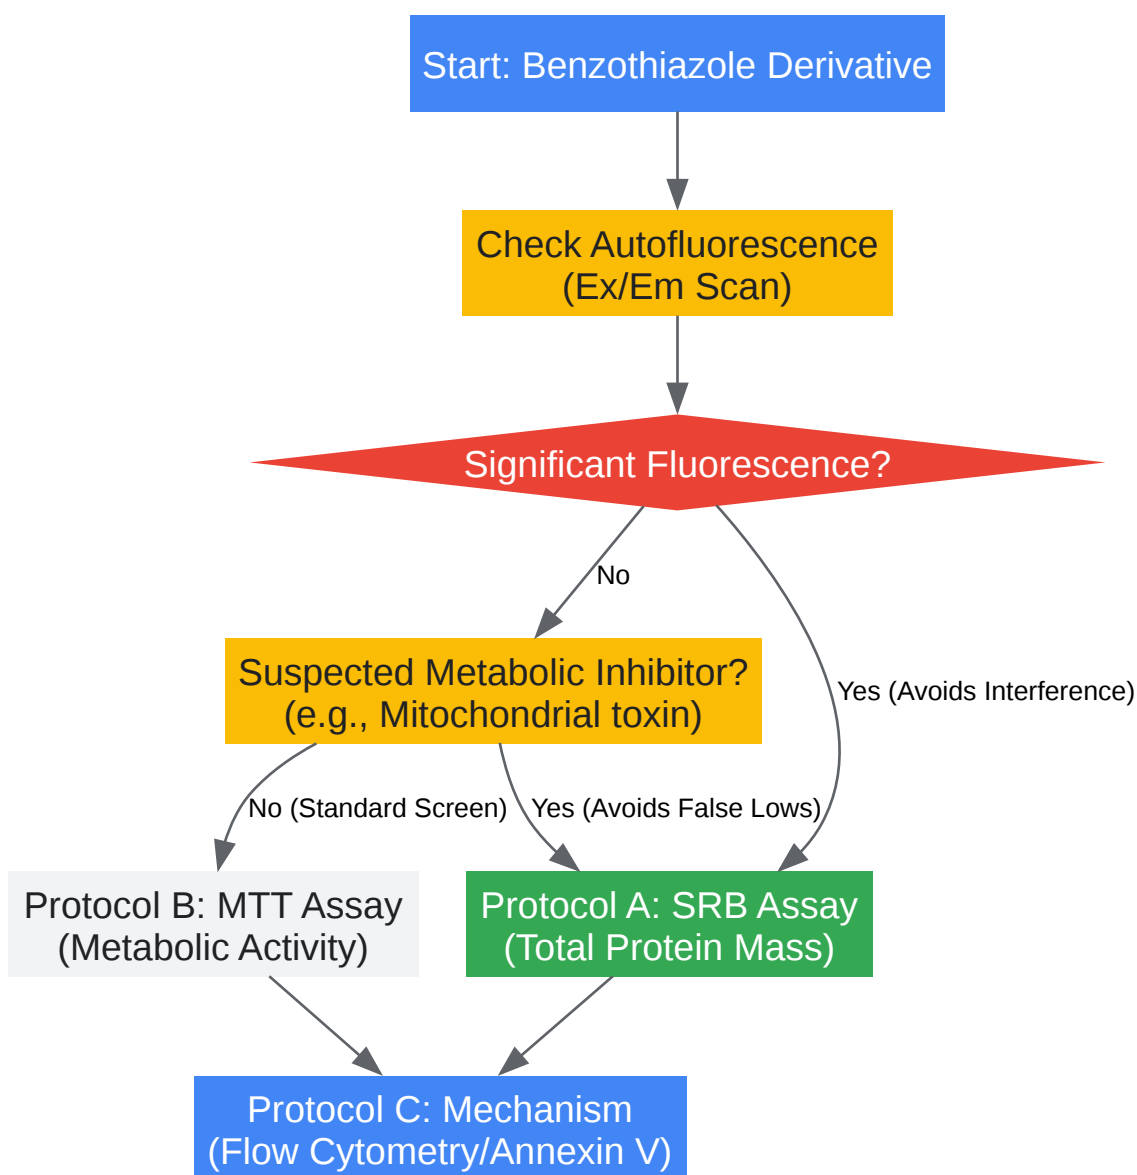 Start: Benzothiazole Derivative
Check Autofluorescence
(Ex/Em Scan)
Significant Fluorescence?
No
Suspected Metabolic Inhibitor?
(e.g., Mitochondrial toxin)
Yes (Avoids Interference)
No (Standard Screen)
Yes (Avoids False Lows)
Protocol B: MTT Assay
(Metabolic Activity)
Protocol A: SRB Assay
(Total Protein Mass)
Protocol C: Mechanism
(Flow Cytometry/Annexin V)